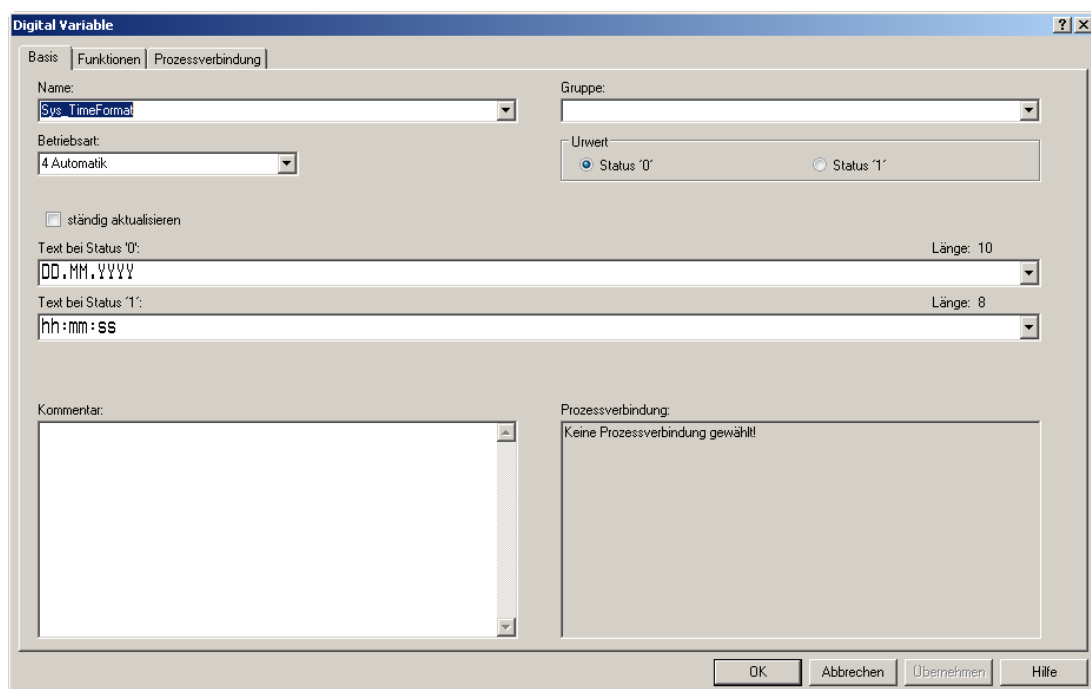 Digital Variable
Basis Funktionen Prozessverbindung
Name: Gruppe:
Sys_TimeFormat
Betriebsart: Urwert
4 Automatik Status ´0´ Status ´1´
ständig aktualisieren
Text bei Status '0': Länge: 10
DD.MM.YYYY
Text bei Status ´1´: Länge: 8
hh:mm:ss
Kommentar: Prozessverbindung:
Keine Prozessverbindung gewählt!
OK Abbrechen Übernehmen Hilfe